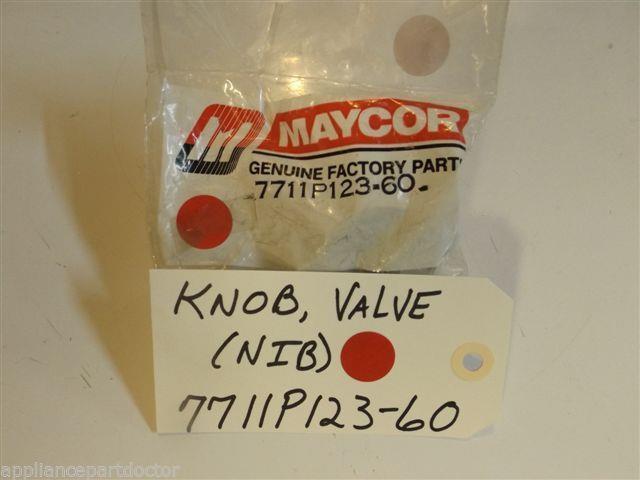 MAYCOR
GENUINE FACTORY PART
7711P123-60
KNOB, VALVE
(NIB)
7711P123-60
appliancepartdoctor